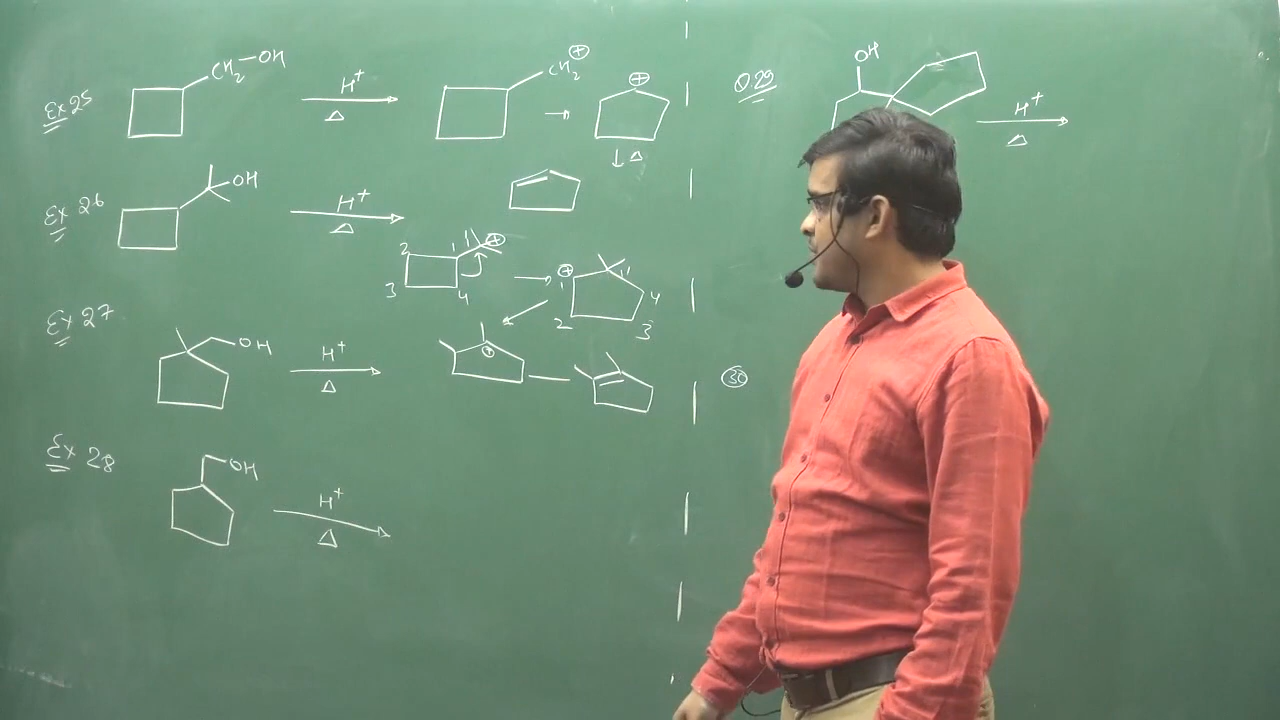 Ex 25
CH₂—OH
H⁺
Δ
CH₂⊕
→
⊕
↓ Δ
Ex 26
OH
H⁺
Δ
2 1 1' ⊕
3 4
→
⊕ 1'
1 4
2 3
Ex 27
OH
H⁺
Δ
⊕
Ex 28
OH
H⁺
Δ
Q.29
OH
H⁺
Δ
30